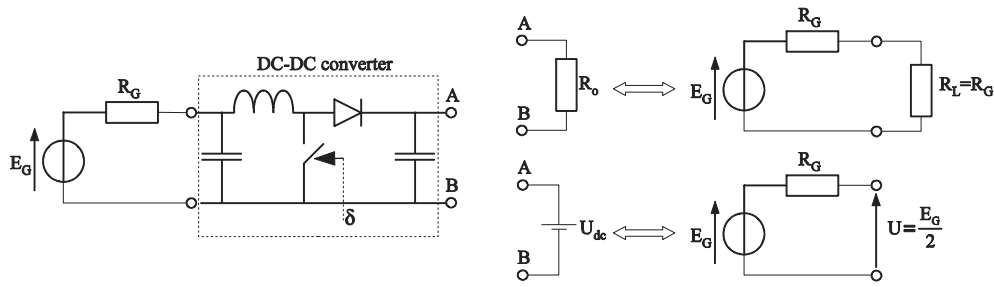 DC-DC converter
R_G
E_G
A
B
δ
A
B
R_o
R_G
E_G
R_L=R_G
A
B
U_dc
R_G
E_G
U=E_G/2